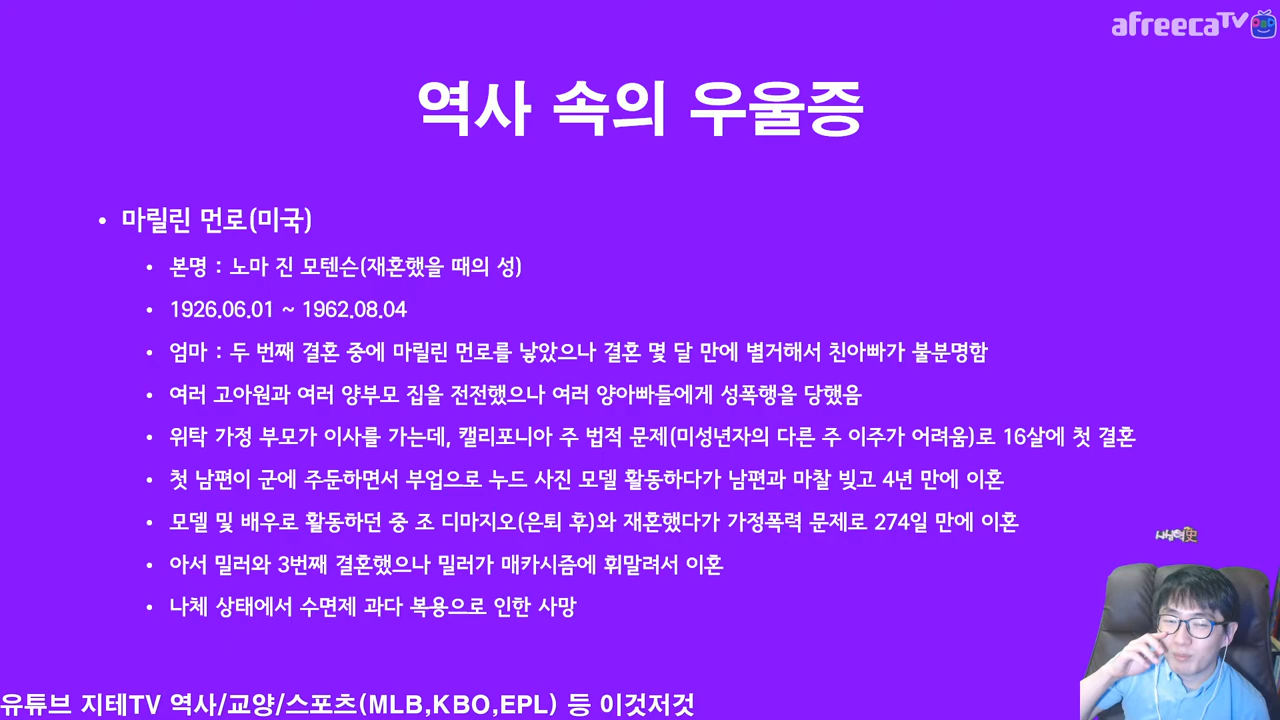 afreecaTV
역사 속의 우울증
• 마릴린 먼로(미국)
• 본명 : 노마 진 모텐슨(재혼했을 때의 성)
• 1926.06.01 ~ 1962.08.04
• 엄마 : 두 번째 결혼 중에 마릴린 먼로를 낳았으나 결혼 몇 달 만에 별거해서 친아빠가 불분명함
• 여러 고아원과 여러 양부모 집을 전전했으나 여러 양아빠들에게 성폭행을 당했음
• 위탁 가정 부모가 이사를 가는데, 캘리포니아 주 법적 문제(미성년자의 다른 주 이주가 어려움)로 16살에 첫 결혼
• 첫 남편이 군에 주둔하면서 부업으로 누드 사진 모델 활동하다가 남편과 마찰 빚고 4년 만에 이혼
• 모델 및 배우로 활동하던 중 조 디마지오(은퇴 후)와 재혼했다가 가정폭력 문제로 274일 만에 이혼
• 아서 밀러와 3번째 결혼했으나 밀러가 매카시즘에 휘말려서 이혼
• 나체 상태에서 수면제 과다 복용으로 인한 사망
유튜브 지테TV 역사/교양/스포츠(MLB,KBO,EPL) 등 이것저것